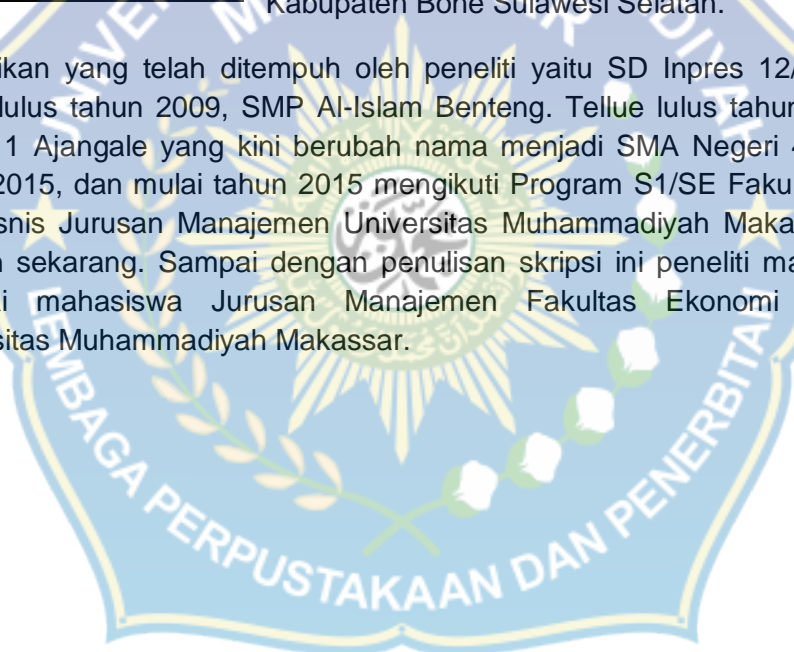 Kabupaten Bone Sulawesi Selatan.
ikan yang telah ditempuh oleh peneliti yaitu SD Inpres 12/
lulus tahun 2009, SMP Al-Islam Benteng. Tellue lulus tahun
1 Ajangale yang kini berubah nama menjadi SMA Negeri
2015, dan mulai tahun 2015 mengikuti Program S1/SE Faku
snis Jurusan Manajemen Universitas Muhammadiyah Maka
sekarang. Sampai dengan penulisan skripsi ini peneliti ma
mahasiswa Jurusan Manajemen Fakultas Ekonomi
sitas Muhammadiyah Makassar.
LEMBAGA PERPUSTAKAAN DAN PENERBITAN